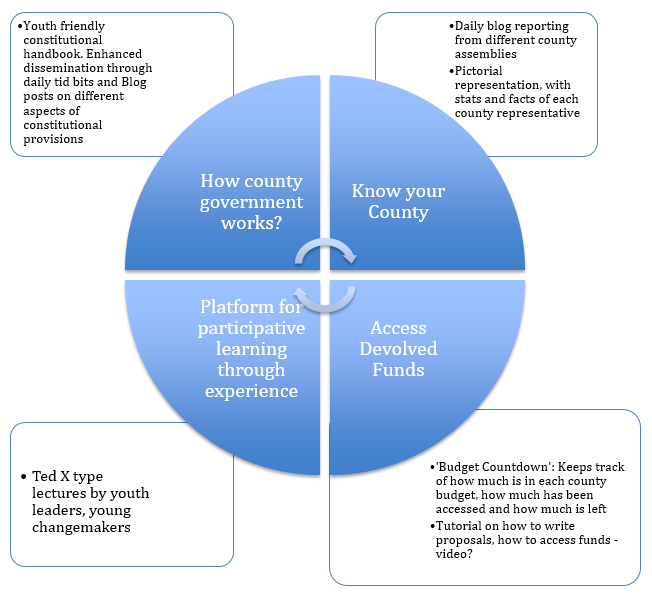 •Youth friendly
constitutional
handbook. Enhanced
dissemination through
daily tid bits and Blog
posts on different
aspects of
constitutional
provisions
•Daily blog reporting
from different county
assemblies
•Pictorial
representation, with
stats and facts of each
county representative
How county
government
works?
Know your
County
Platform for
participative
learning
through
experience
Access
Devolved
Funds
• Ted X type
lectures by youth
leaders, young
changemakers
•'Budget Countdown': Keeps track
of how much is in each county
budget, how much has been
accessed and how much is left
•Tutorial on how to write
proposals, how to access funds -
video?